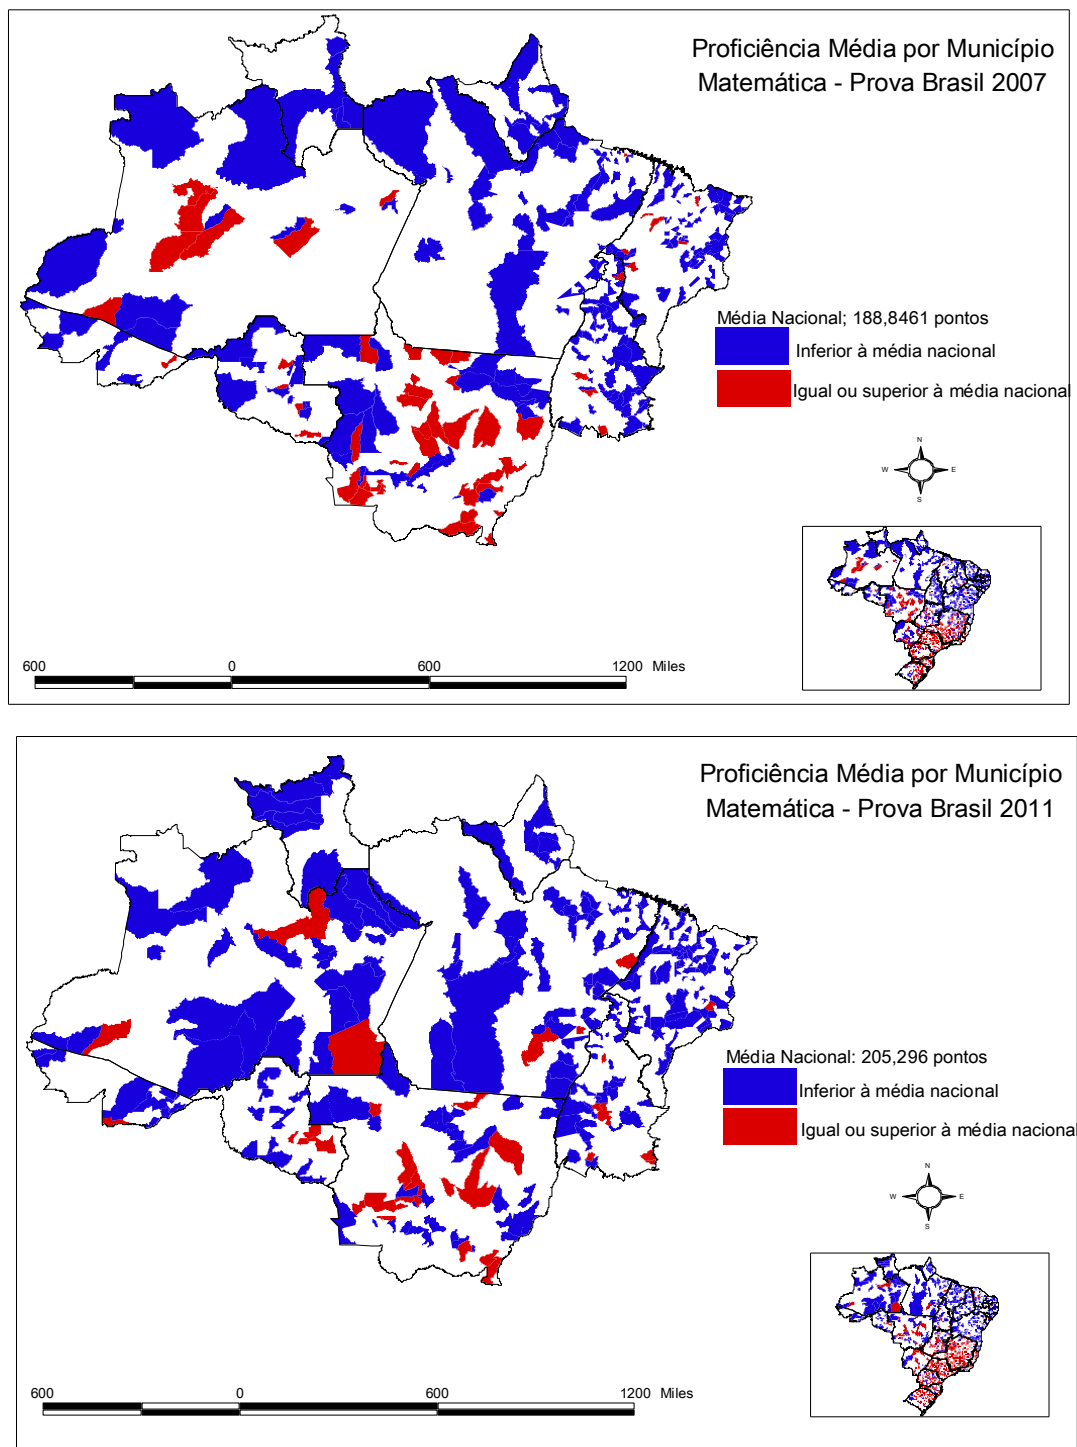 Proficiência Média por Município
Matemática - Prova Brasil 2007
Média Nacional; 188,8461 pontos
Inferior à média nacional
Igual ou superior à média nacional
N
W E
S
600 0 600 1200 Miles
Proficiência Média por Município
Matemática - Prova Brasil 2011
Média Nacional: 205,296 pontos
Inferior à média nacional
Igual ou superior à média nacional
N
W E
S
600 0 600 1200 Miles